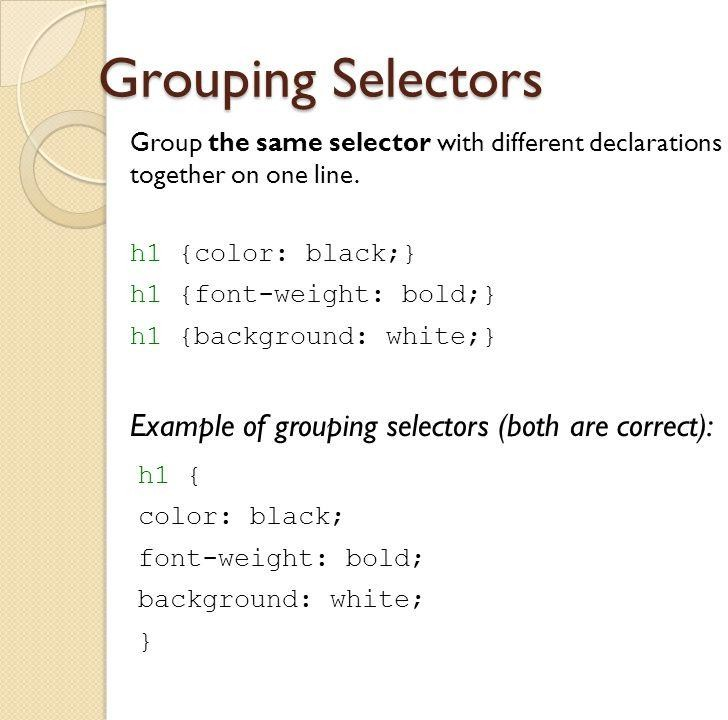 Grouping Selectors
Group the same selector with different declarations
together on one line.
h1 {color: black;}
h1 {font-weight: bold;}
h1 {background: white;}
Example of grouping selectors (both are correct):
h1 {
color: black;
font-weight: bold;
background: white;
}